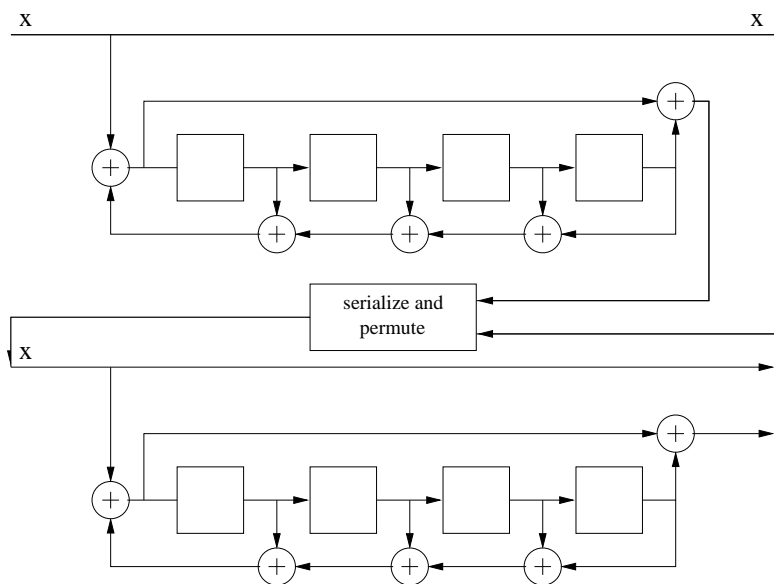 x x
serialize and
permute
x